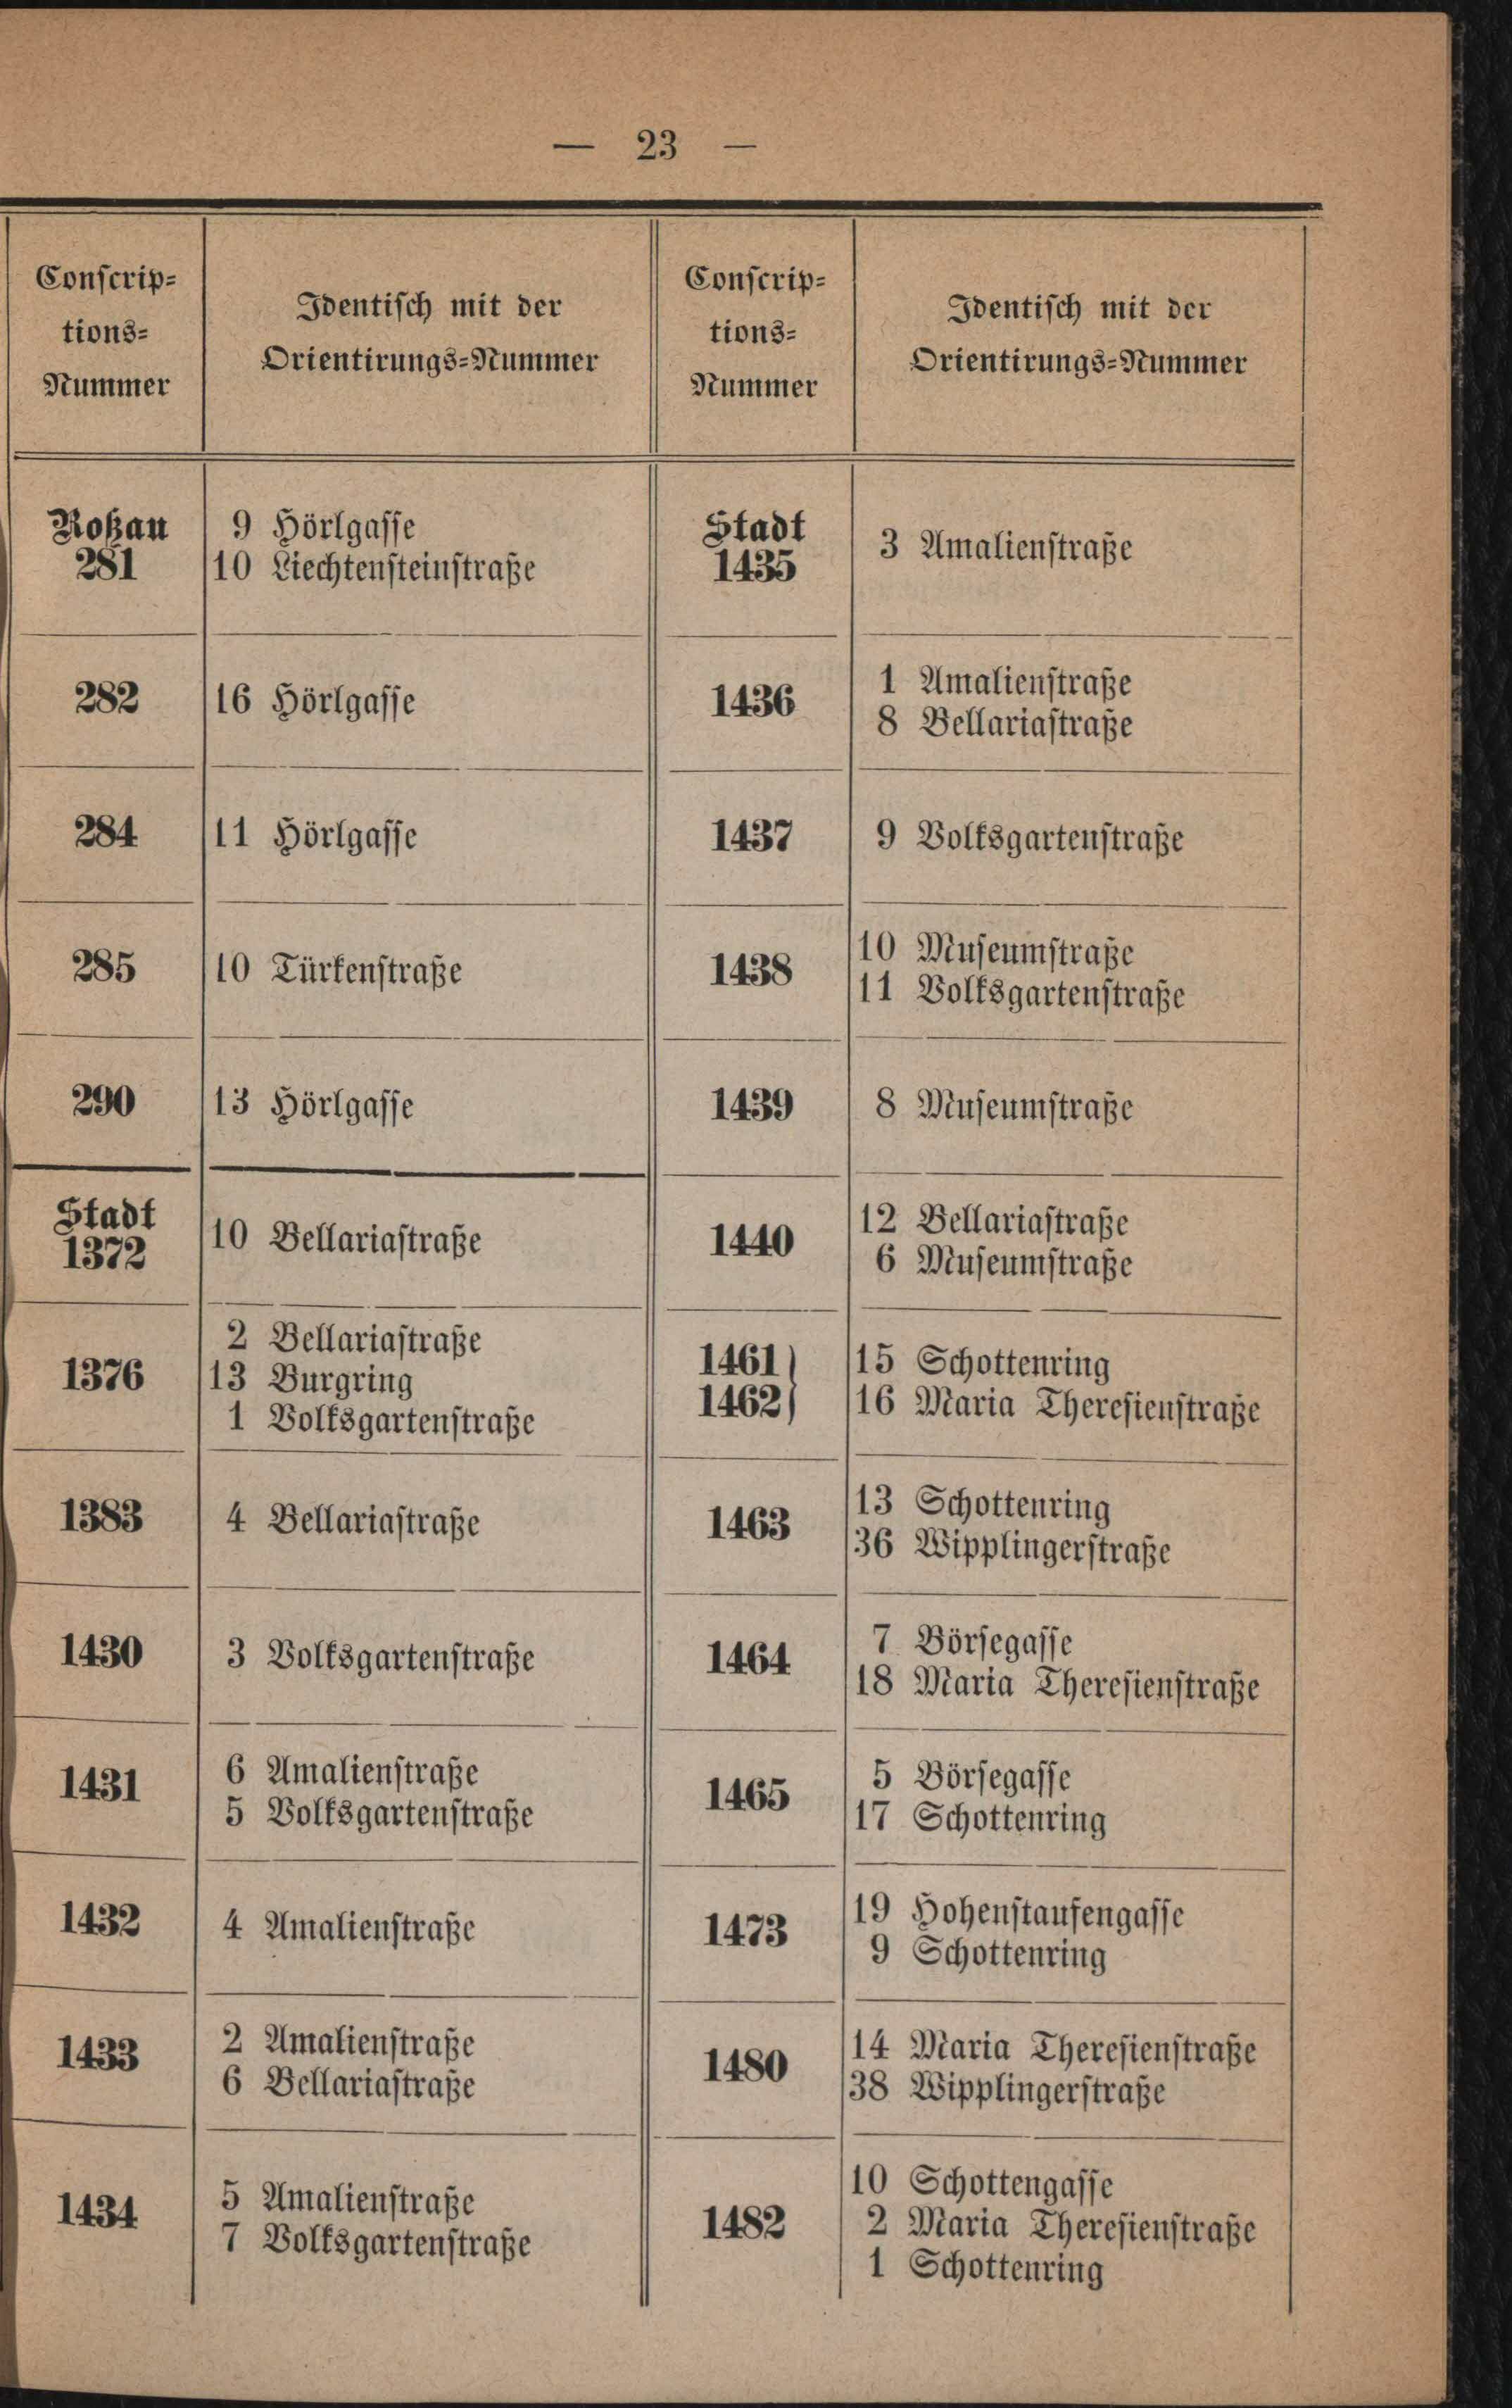 — 23 —
Conscrip-
tions-
Nummer
Identisch mit der
Orientirungs-Nummer
Conscrip-
tions-
Nummer
Identisch mit der
Orientirungs-Nummer
Roßau
281
9 Hörlgasse
10 Liechtensteinstraße
282
16 Hörlgasse
284
11 Hörlgasse
285
10 Türkenstraße
290
13 Hörlgasse
Stadt
1372
10 Bellariastraße
1376
2 Bellariastraße
13 Burgring
1 Volksgartenstraße
1383
4 Bellariastraße
1430
3 Volksgartenstraße
1431
6 Amalienstraße
5 Volksgartenstraße
1432
4 Amalienstraße
1433
2 Amalienstraße
6 Bellariastraße
1434
5 Amalienstraße
7 Volksgartenstraße
Stadt
1435
3 Amalienstraße
1436
1 Amalienstraße
8 Bellariastraße
1437
9 Volksgartenstraße
1438
10 Museumstraße
11 Volksgartenstraße
1439
8 Museumstraße
1440
12 Bellariastraße
6 Museumstraße
1461)
1462)
15 Schottenring
16 Maria Theresienstraße
1463
13 Schottenring
36 Wipplingerstraße
1464
7 Börsegasse
18 Maria Theresienstraße
1465
5 Börsegasse
17 Schottenring
1473
19 Hohenstaufengasse
9 Schottenring
1480
14 Maria Theresienstraße
38 Wipplingerstraße
1482
10 Schottengasse
2 Maria Theresienstraße
1 Schottenring